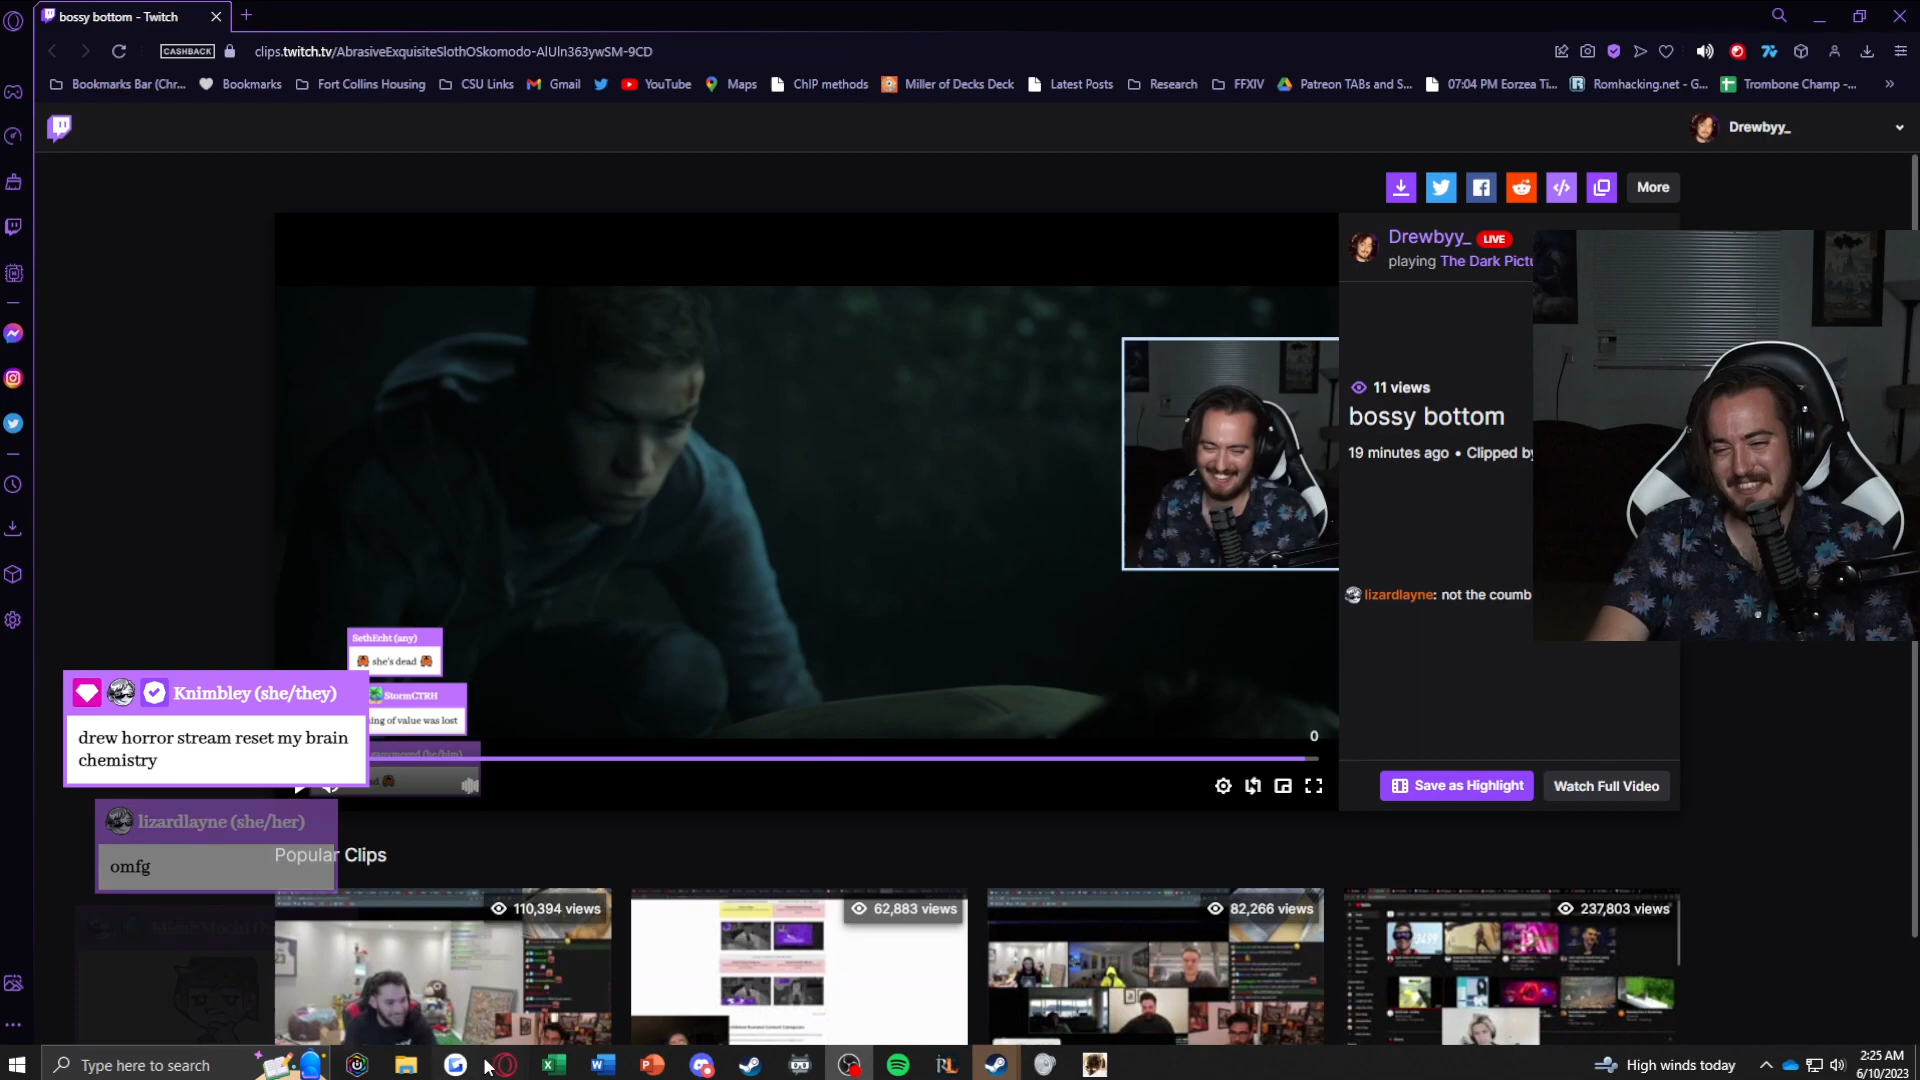 bossy bottom - Twitch
CASHBACK
clips.twitch.tv/AbrasiveExquisiteSlothOSkomodo-AlUln363ywSM-9CD
Bookmarks Bar (Chr...
Bookmarks
Fort Collins Housing
CSU Links
Gmail
YouTube
Maps
ChIP methods
Miller of Decks Deck
Latest Posts
Research
FFXIV
Patreon TABs and S...
07:04 PM Eorzea Ti...
Romhacking.net - G...
Trombone Champ -...
Drewbyy_
More
Drewbyy_ LIVE
playing The Dark Pictu
11 views
bossy bottom
19 minutes ago • Clipped by
lizardlayne: not the coumb
SethEcht (any)
she's dead
StormCTRH
ing of value was lost
Knimbley (she/they)
drew horror stream reset my brain
chemistry
0
Save as Highlight
Watch Full Video
lizardlayne (she/her)
omfg
Popular Clips
110,394 views
62,883 views
82,266 views
237,803 views
Type here to search
High winds today
2:25 AM
6/10/2023